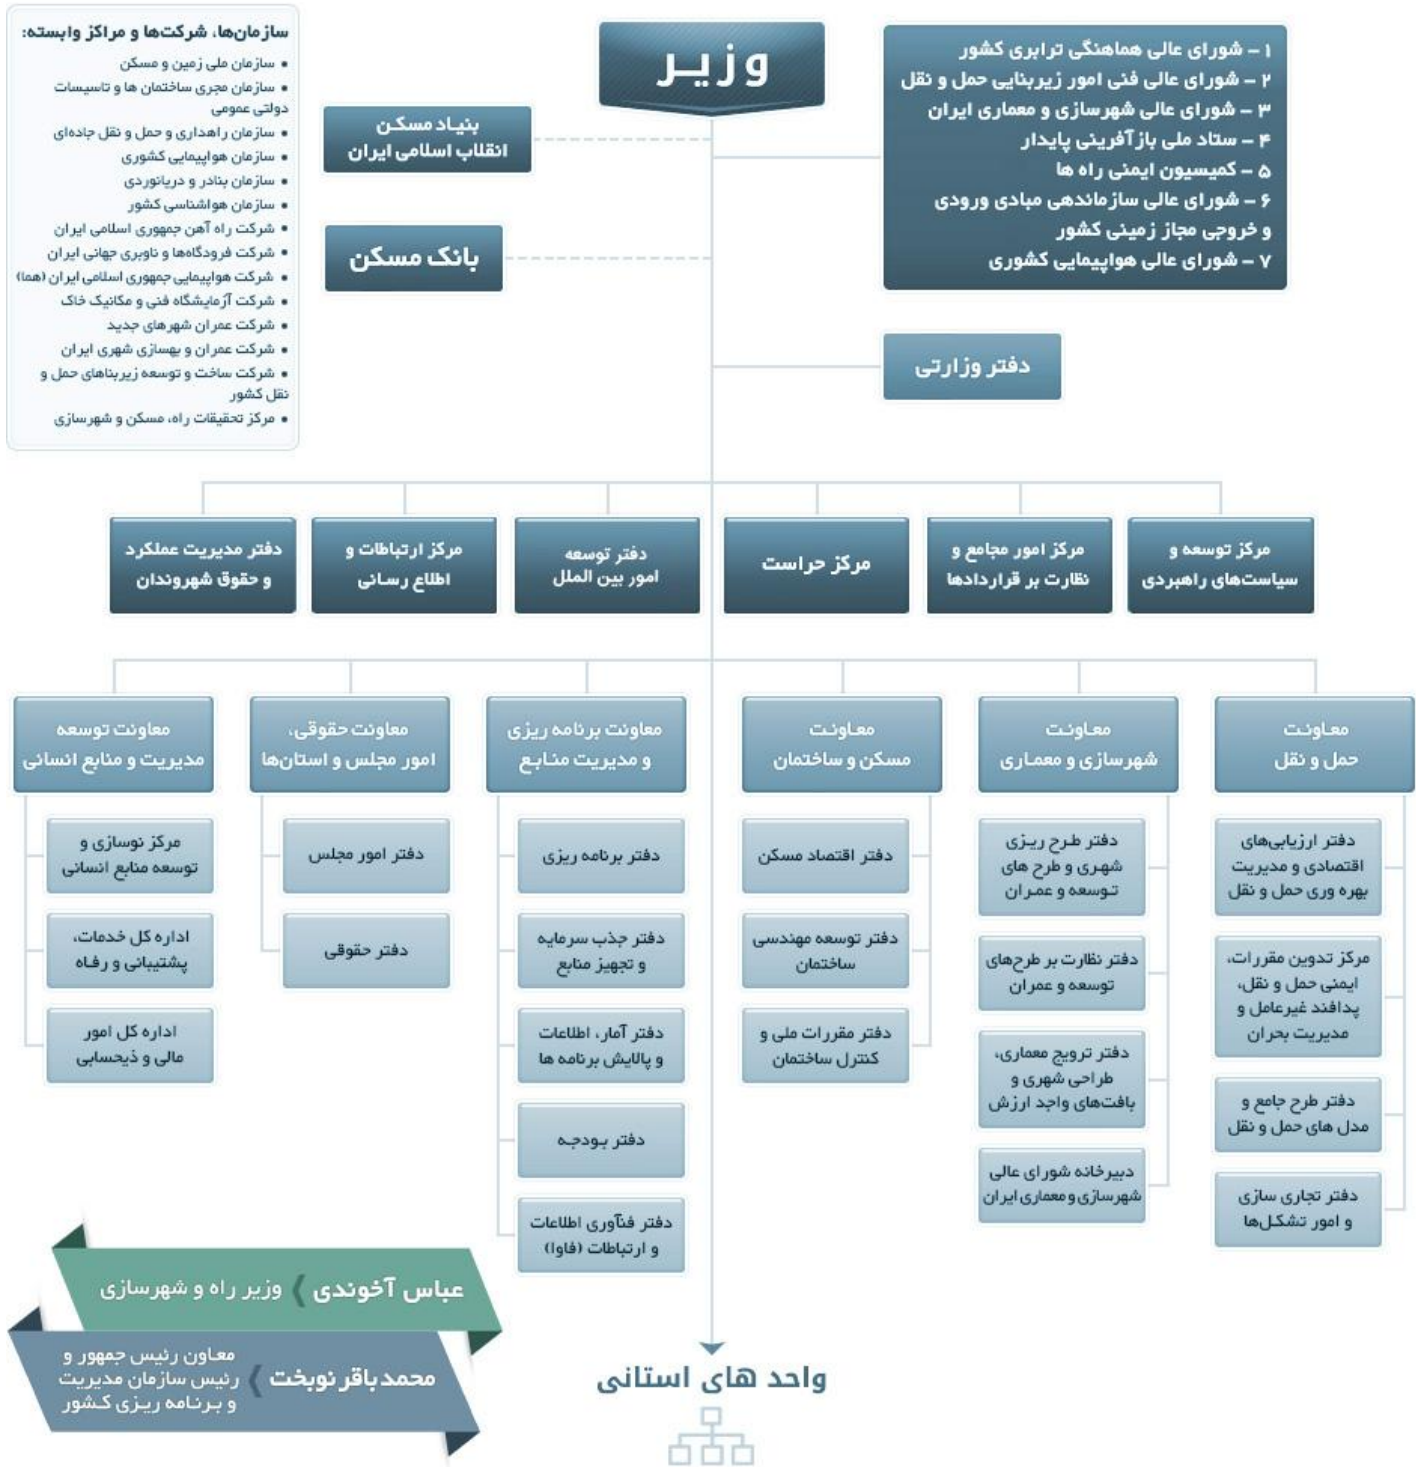 وزیر
۱ – شورای عالی هماهنگی ترابری کشور
۲ – شورای عالی فنی امور زیربنایی حمل و نقل
۳ – شورای عالی شهرسازی و معماری ایران
۴ – ستاد ملی بازآفرینی پایدار
۵ – کمیسیون ایمنی راه ها
۶ – شورای عالی سازماندهی مبادی ورودی
و خروجی مجاز زمینی کشور
۷ – شورای عالی هواپیمایی کشوری
بنیاد مسکن
انقلاب اسلامی ایران
بانک مسکن
سازمان‌ها، شرکت‌ها و مراکز وابسته:
• سازمان ملی زمین و مسکن
• سازمان مجری ساختمان ها و تاسیسات
دولتی عمومی
• سازمان راهداری و حمل و نقل جاده‌ای
• سازمان هواپیمایی کشوری
• سازمان بنادر و دریانوردی
• سازمان هواشناسی کشور
• شرکت راه آهن جمهوری اسلامی ایران
• شرکت فرودگاه‌ها و ناوبری جهانی ایران
• شرکت هواپیمایی جمهوری اسلامی ایران (هما)
• شرکت آزمایشگاه فنی و مکانیک خاک
• شرکت عمران شهرهای جدید
• شرکت عمران و بهسازی شهری ایران
• شرکت ساخت و توسعه زیربناهای حمل و
نقل کشور
• مرکز تحقیقات راه، مسکن و شهرسازی
دفتر وزارتی
مرکز توسعه و
سیاست‌های راهبردی
مرکز امور مجامع و
نظارت بر قراردادها
مرکز حراست
دفتر توسعه
امور بین الملل
مرکز ارتباطات و
اطلاع رسانی
دفتر مدیریت عملکرد
و حقوق شهروندان
معاونت
حمل و نقل
دفتر ارزیابی‌های
اقتصادی و مدیریت
بهره وری حمل و نقل
مرکز تدوین مقررات،
ایمنی حمل و نقل،
پدافند غیرعامل و
مدیریت بحران
دفتر طرح جامع و
مدل های حمل و نقل
دفتر تجاری سازی
و امور تشکل‌ها
معاونت
شهرسازی و معماری
دفتر طرح ریزی
شهری و طرح های
توسعه و عمران
دفتر نظارت بر طرح‌های
توسعه و عمران
دفتر ترویج معماری،
طراحی شهری و
بافت‌های واجد ارزش
دبیرخانه شورای عالی
شهرسازی و معماری ایران
معاونت
مسکن و ساختمان
دفتر اقتصاد مسکن
دفتر توسعه مهندسی
ساختمان
دفتر مقررات ملی و
کنترل ساختمان
معاونت برنامه ریزی
و مدیریت منابع
دفتر برنامه ریزی
دفتر جذب سرمایه
و تجهیز منابع
دفتر آمار، اطلاعات
و پالایش برنامه ها
دفتر بودجه
دفتر فنآوری اطلاعات
و ارتباطات (فاوا)
معاونت حقوقی،
امور مجلس و استان‌ها
دفتر امور مجلس
دفتر حقوقی
معاونت توسعه
مدیریت و منابع انسانی
مرکز نوسازی و
توسعه منابع انسانی
اداره کل خدمات،
پشتیبانی و رفاه
اداره کل امور
مالی و ذیحسابی
واحد های استانی
عباس آخوندی ❭ وزیر راه و شهرسازی
محمدباقر نوبخت ❭ معاون رئیس جمهور و
رئیس سازمان مدیریت
و برنامه ریزی کشور